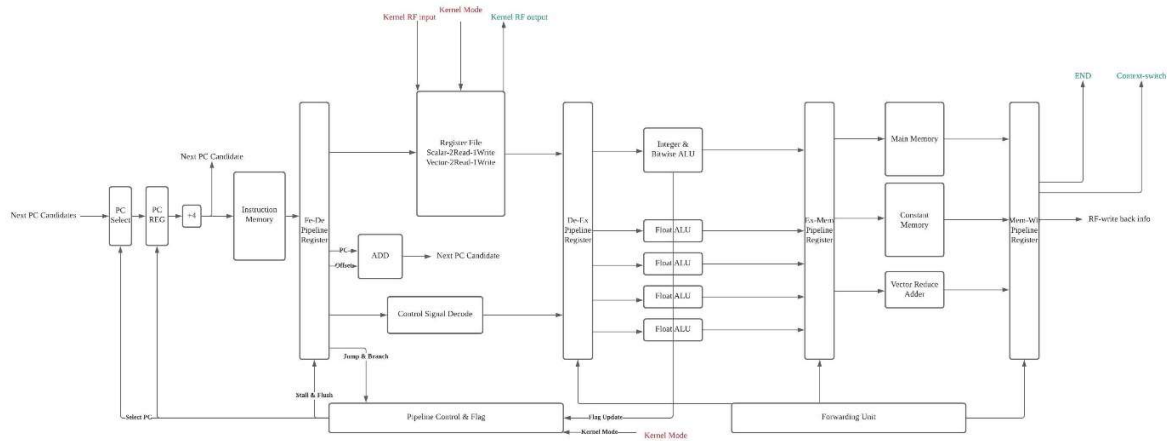 Kernel Mode
Kernel RF input
Kernel RF output
END
Context-switch
Next PC Candidate
Next PC Candidates
PC
Select
PC
REG
+4
Instruction
Memory
Fe-De
Pipeline
Register
Register File
Scalar-2Read-1Write
Vector-2Read-1Write
PC
Offset
ADD
Next PC Candidate
Control Signal Decode
Jump & Branch
Stall & Flush
De-Ex
Pipeline
Register
Integer &
Bitwise ALU
Float ALU
Float ALU
Float ALU
Float ALU
Ex-Mem
Pipeline
Register
Main Memory
Constant
Memory
Vector Reduce
Adder
Mem-Wb
Pipeline
Register
RF-write back info
Select PC
Pipeline Control & Flag
Flag Update
Kernel Mode
Kernel Mode
Forwarding Unit